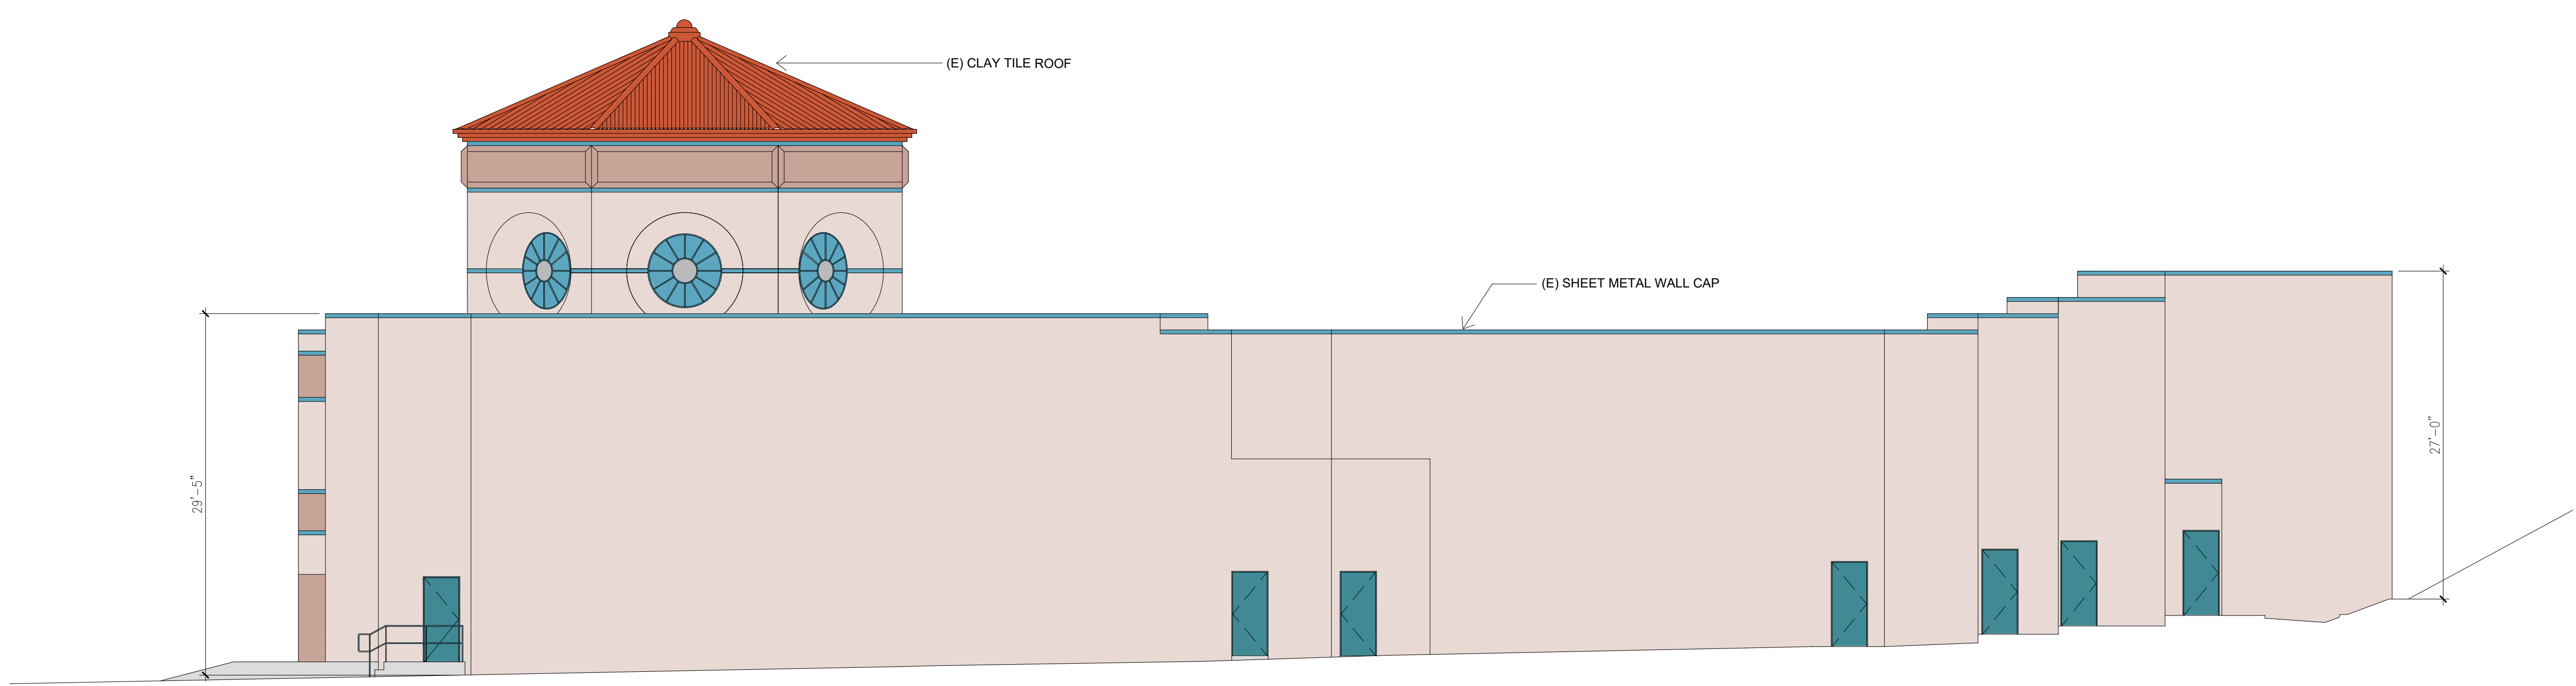 (E) CLAY TILE ROOF
(E) SHEET METAL WALL CAP
29'-5"
27'-0"